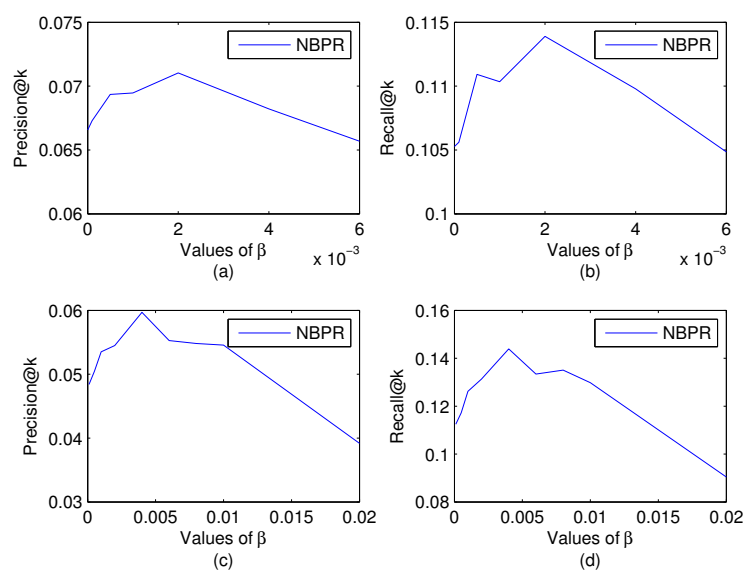 0.075
0.07
0.065
0.06
Precision@k
NBPR
0 2 4 6
Values of β
x 10⁻³
(a)
0.115
0.11
0.105
0.1
Recall@k
NBPR
0 2 4 6
Values of β
x 10⁻³
(b)
0.06
0.05
0.04
0.03
Precision@k
NBPR
0 0.005 0.01 0.015 0.02
Values of β
(c)
0.16
0.14
0.12
0.1
0.08
Recall@k
NBPR
0 0.005 0.01 0.015 0.02
Values of β
(d)